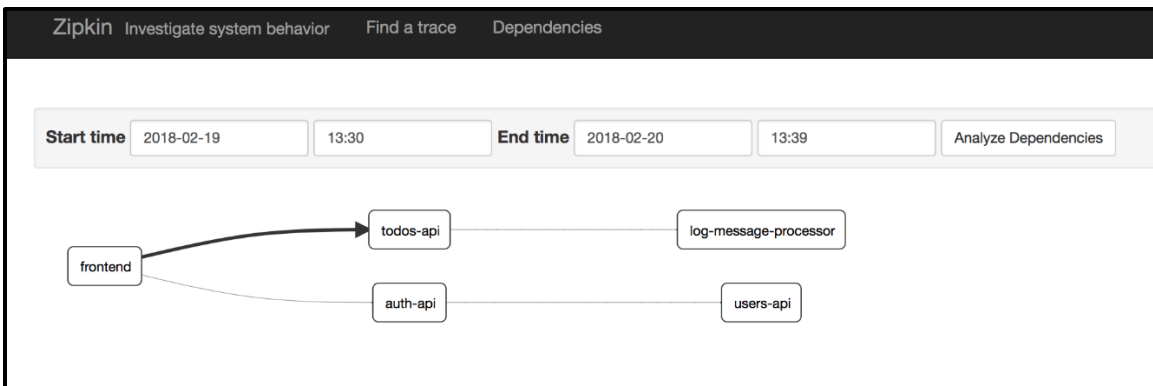 Zipkin Investigate system behavior Find a trace Dependencies
Start time 2018-02-19 13:30 End time 2018-02-20 13:39 Analyze Dependencies
todos-api log-message-processor
frontend
auth-api users-api